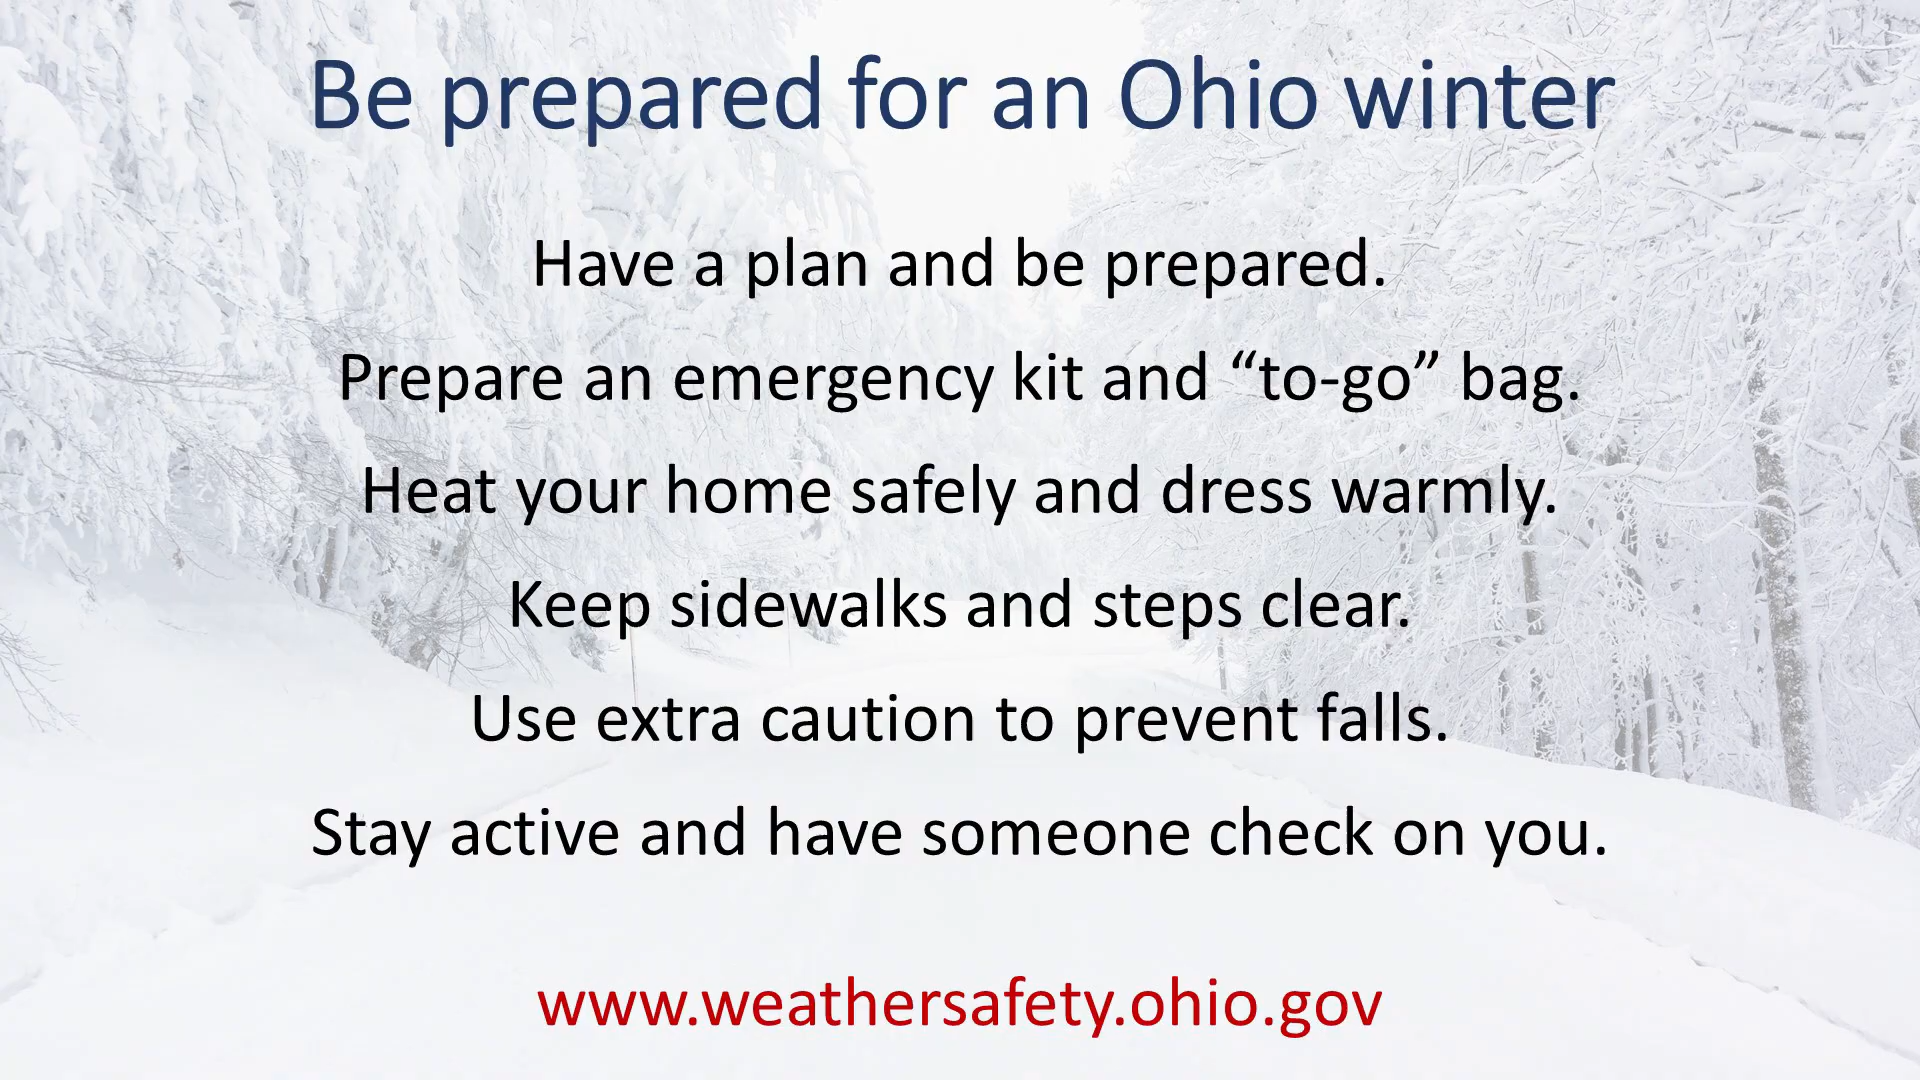 Be prepared for an Ohio winter
Have a plan and be prepared.
Prepare an emergency kit and “to-go” bag.
Heat your home safely and dress warmly.
Keep sidewalks and steps clear.
Use extra caution to prevent falls.
Stay active and have someone check on you.
www.weathersafety.ohio.gov